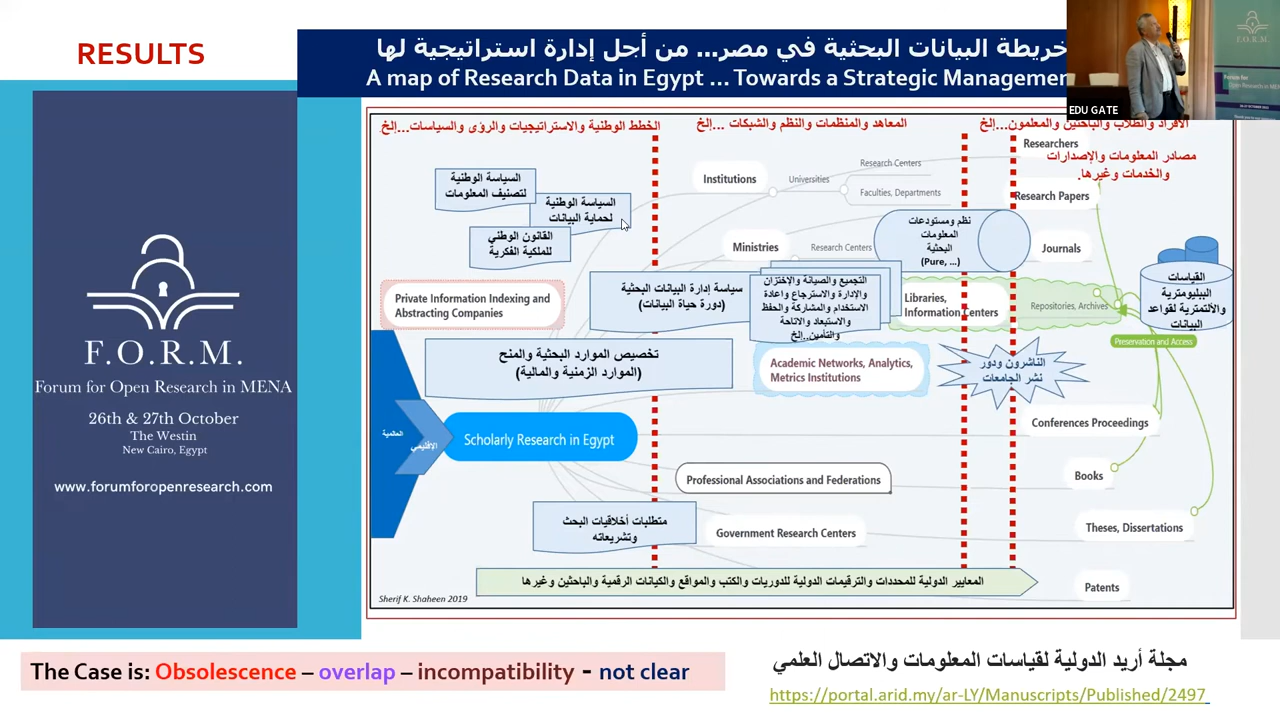 RESULTS
خريطة البيانات البحثية في مصر... من أجل إدارة استراتيجية لها
A map of Research Data in Egypt ... Towards a Strategic Management
EDU GATE
F.O.R.M.
الخطط الوطنية والاستراتيجيات والرؤى والسياسات...إلخ
المعاهد والمنظمات والنظم والشبكات ...إلخ
الأفراد والطلاب والباحثين والمعلمون...إلخ
مصادر المعلومات والإصدارات
والخدمات وغيرها.
السياسة الوطنية
لتصنيف المعلومات
السياسة الوطنية
لحماية البيانات
القانون الوطني
للملكية الفكرية
Institutions
Universities
Research Centers
Faculties, Departments
Ministries
Research Centers
Researchers
Research Papers
Journals
نظم ومستودعات
المعلومات
البحثية
(Pure, ...)
Private Information Indexing and
Abstracting Companies
سياسة إدارة البيانات البحثية
(دورة حياة البيانات)
التجميع والصيانة والإختزان
والإدارة والاسترجاع واعادة
الاستخدام والمشاركة والحفظ
والاستبعاد والاتاحة
والتأمين...إلخ
Libraries,
Information Centers
Repositories, Archives
القياسات
الببليومترية
والألتمترية لقواعد
البيانات
Preservation and Access
تخصيص الموارد البحثية والمنح
(الموارد الزمنية والمالية)
Academic Networks, Analytics,
Metrics Institutions
الناشرون ودور
نشر الجامعات
العالمية
الاقليمي
Scholarly Research in Egypt
Conferences Proceedings
Professional Associations and Federations
Books
متطلبات أخلاقيات البحث
وتشريعاته
Government Research Centers
Theses, Dissertations
المعايير الدولية للمحددات والترقيمات الدولية للدوريات والكتب والمواقع والكيانات الرقمية والباحثين وغيرها
Patents
Sherif K. Shaheen 2019
F.O.R.M.
Forum for Open Research in MENA
26th & 27th October
The Westin
New Cairo, Egypt
www.forumforopenresearch.com
The Case is: Obsolescence – overlap – incompatibility - not clear
مجلة أريد الدولية لقياسات المعلومات والاتصال العلمي
https://portal.arid.my/ar-LY/Manuscripts/Published/2497